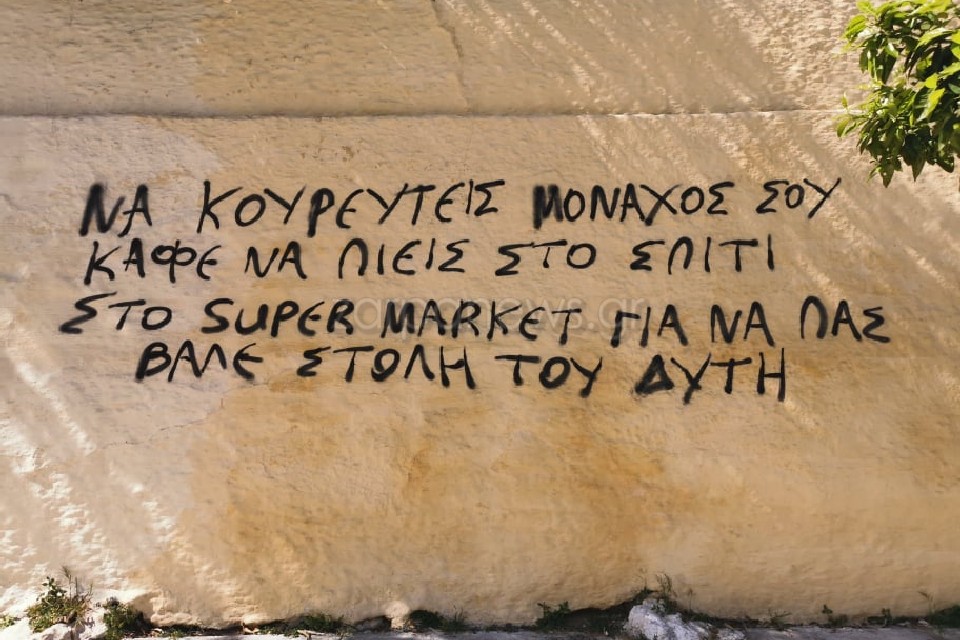 ΝΑ ΚΟΥΡΕΥΤΕΙΣ ΜΟΝΑΧΟΣ ΣΟΥ
ΚΑΦΕ ΝΑ ΠΙΕΙΣ ΣΤΟ ΣΠΙΤΙ
ΣΤΟ SUPER MARKET ΓΙΑ ΝΑ ΠΑΣ
ΒΑΛΕ ΣΤΟΛΗ ΤΟΥ ΔΥΤΗ